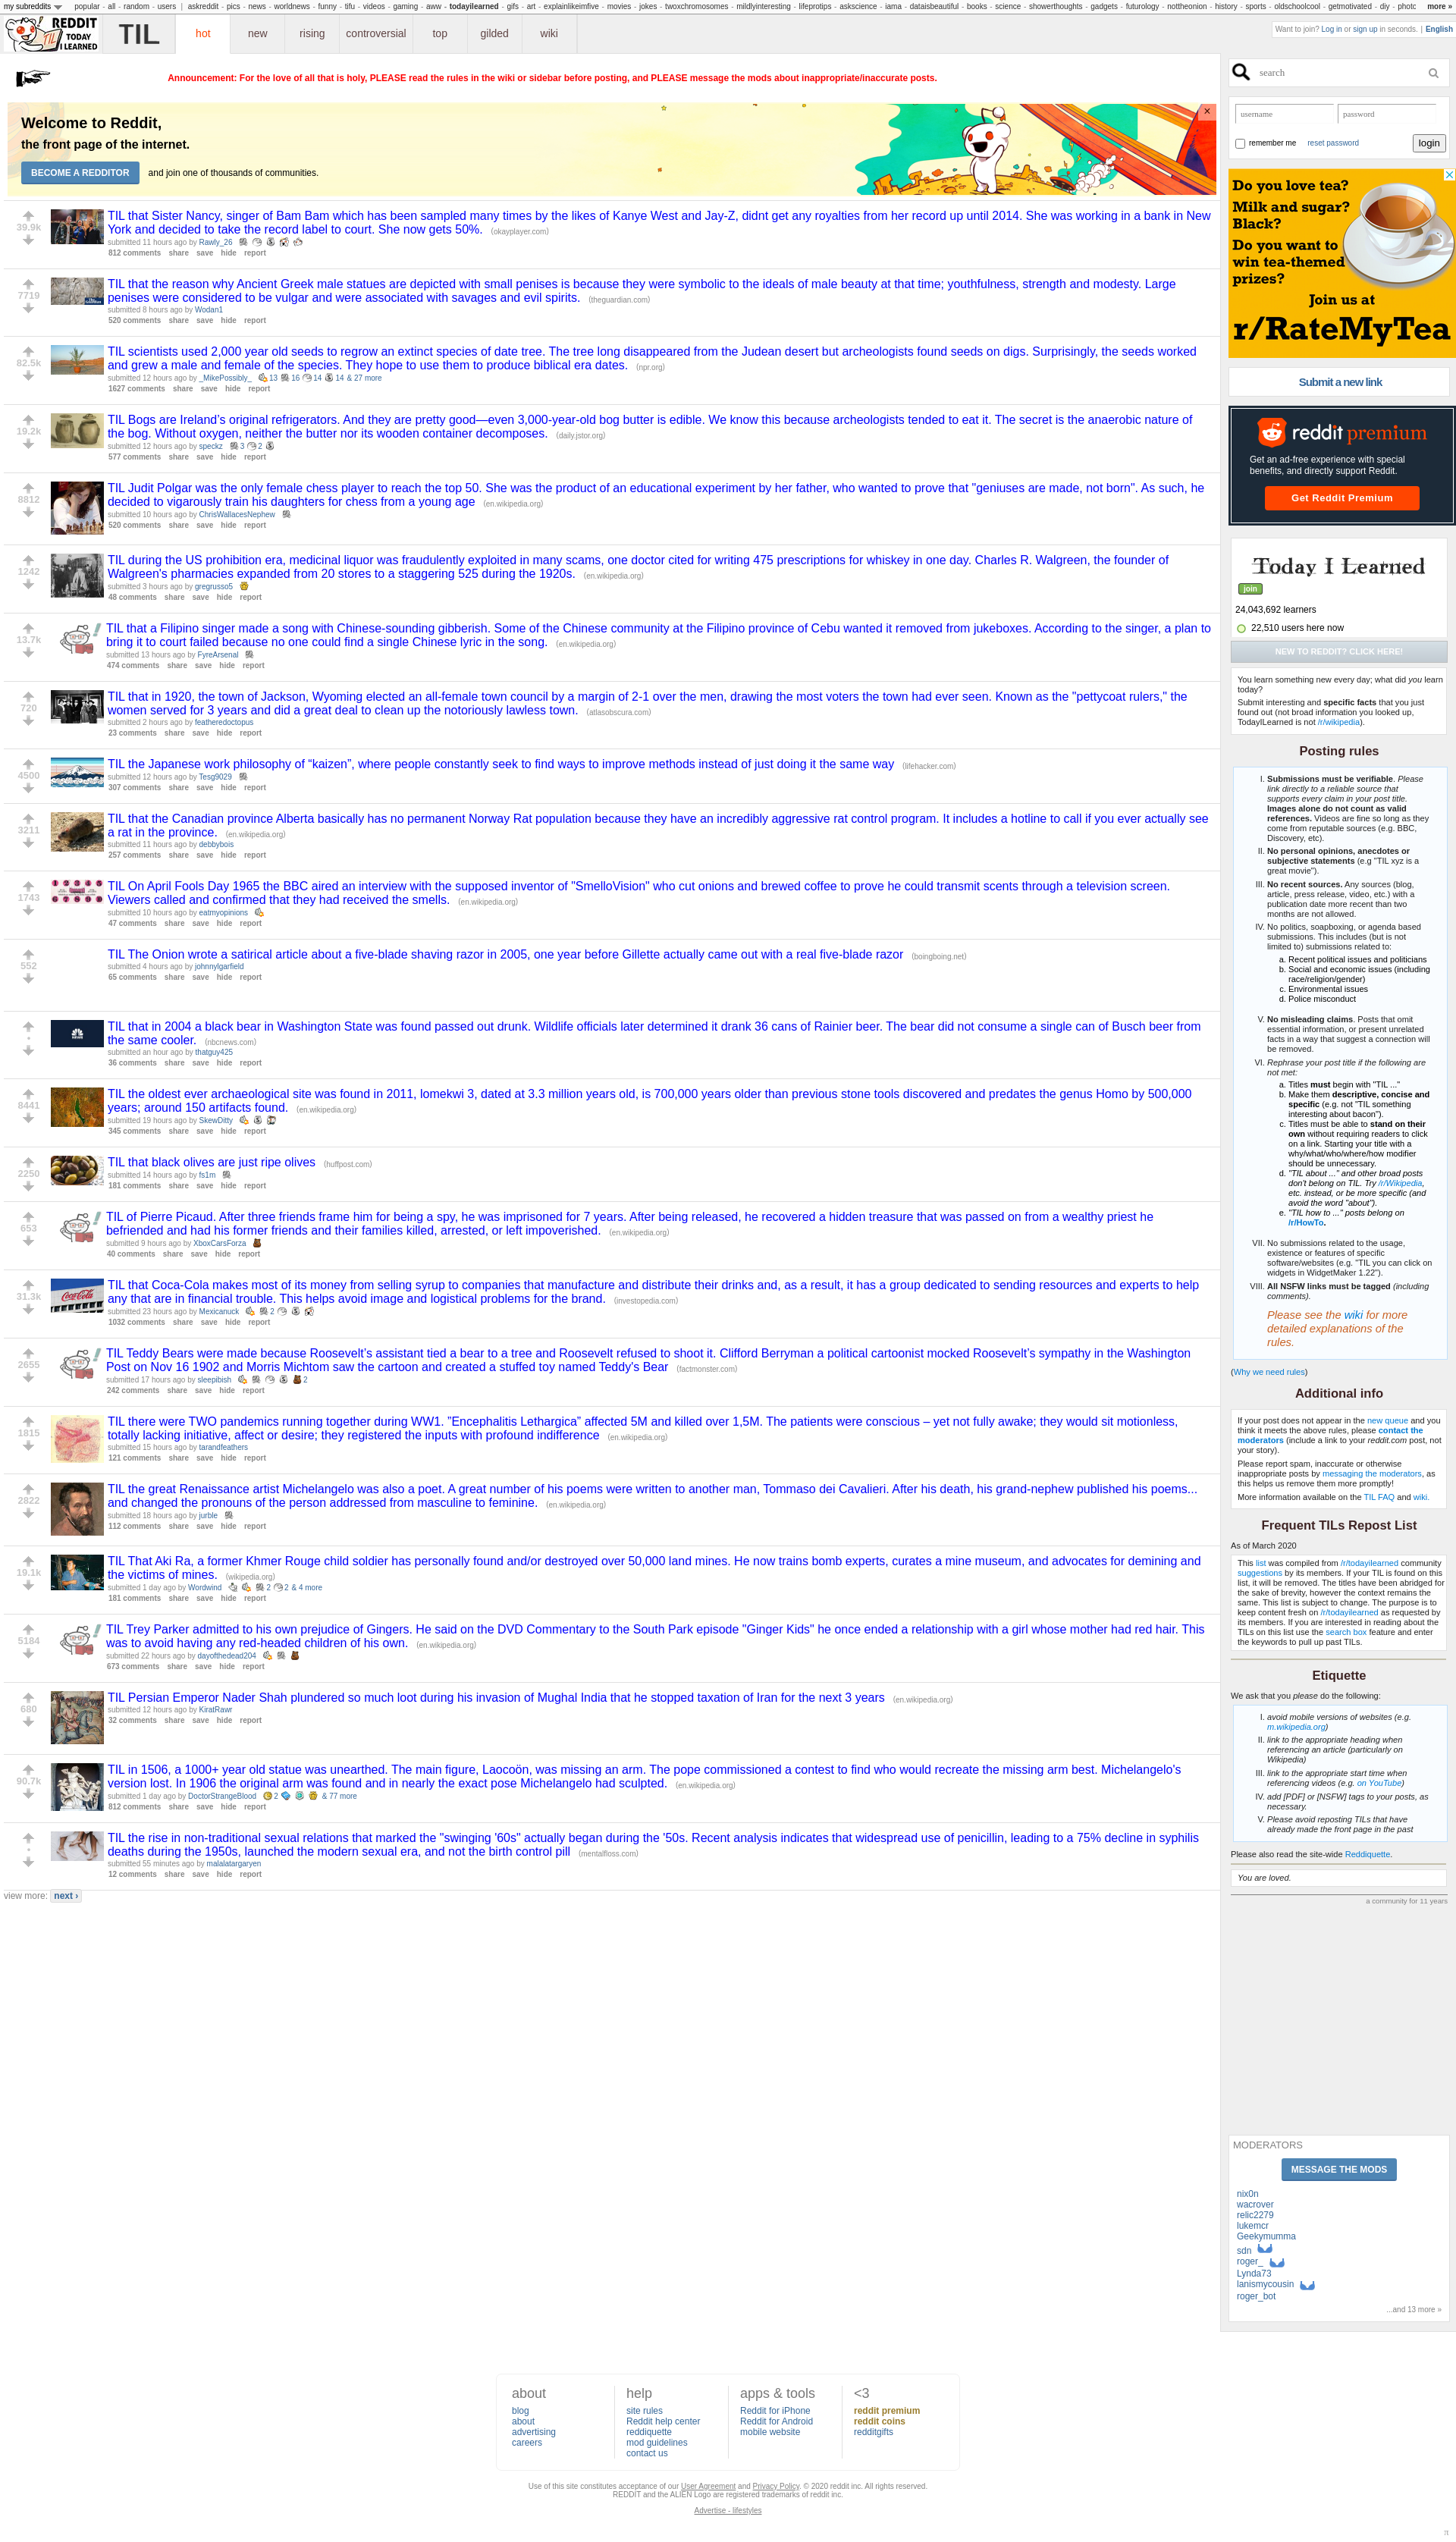 my subreddits popular - all - random - users | askreddit - pics - news - worldnews - funny - tifu - videos - gaming - aww - todayilearned - gifs - art - explainlikeimfive - movies - jokes - twoxchromosomes - mildlyinteresting - lifeprotips - askscience - iama - dataisbeautiful - books - science - showerthoughts - gadgets - futurology - nottheonion - history - sports - oldschoolcool - getmotivated - diy - photc more »
REDDIT TODAY I LEARNED
TIL
hot new rising controversial top gilded wiki
Want to join? Log in or sign up in seconds. | English
Announcement: For the love of all that is holy, PLEASE read the rules in the wiki or sidebar before posting, and PLEASE message the mods about inappropriate/inaccurate posts.
Welcome to Reddit,
the front page of the internet.
BECOME A REDDITOR and join one of thousands of communities.
×
39.9k
TIL that Sister Nancy, singer of Bam Bam which has been sampled many times by the likes of Kanye West and Jay-Z, didnt get any royalties from her record up until 2014. She was working in a bank in New
York and decided to take the record label to court. She now gets 50%. (okayplayer.com)
submitted 11 hours ago by Rawly_26
812 comments share save hide report
7719
TIL that the reason why Ancient Greek male statues are depicted with small penises is because they were symbolic to the ideals of male beauty at that time; youthfulness, strength and modesty. Large
penises were considered to be vulgar and were associated with savages and evil spirits. (theguardian.com)
submitted 8 hours ago by Wodan1
520 comments share save hide report
82.5k
TIL scientists used 2,000 year old seeds to regrow an extinct species of date tree. The tree long disappeared from the Judean desert but archeologists found seeds on digs. Surprisingly, the seeds worked
and grew a male and female of the species. They hope to use them to produce biblical era dates. (npr.org)
submitted 12 hours ago by _MikePossibly_ 13 16 14 14 & 27 more
1627 comments share save hide report
19.2k
TIL Bogs are Ireland’s original refrigerators. And they are pretty good—even 3,000-year-old bog butter is edible. We know this because archeologists tended to eat it. The secret is the anaerobic nature of
the bog. Without oxygen, neither the butter nor its wooden container decomposes. (daily.jstor.org)
submitted 12 hours ago by speckz 3 2
577 comments share save hide report
8812
TIL Judit Polgar was the only female chess player to reach the top 50. She was the product of an educational experiment by her father, who wanted to prove that "geniuses are made, not born". As such, he
decided to vigarously train his daughters for chess from a young age (en.wikipedia.org)
submitted 10 hours ago by ChrisWallacesNephew
520 comments share save hide report
1242
TIL during the US prohibition era, medicinal liquor was fraudulently exploited in many scams, one doctor cited for writing 475 prescriptions for whiskey in one day. Charles R. Walgreen, the founder of
Walgreen's pharmacies expanded from 20 stores to a staggering 525 during the 1920s. (en.wikipedia.org)
submitted 3 hours ago by gregrusso5
48 comments share save hide report
13.7k
TIL that a Filipino singer made a song with Chinese-sounding gibberish. Some of the Chinese community at the Filipino province of Cebu wanted it removed from jukeboxes. According to the singer, a plan to
bring it to court failed because no one could find a single Chinese lyric in the song. (en.wikipedia.org)
submitted 13 hours ago by FyreArsenal
474 comments share save hide report
720
TIL that in 1920, the town of Jackson, Wyoming elected an all-female town council by a margin of 2-1 over the men, drawing the most voters the town had ever seen. Known as the "pettycoat rulers," the
women served for 3 years and did a great deal to clean up the notoriously lawless town. (atlasobscura.com)
submitted 2 hours ago by featheredoctopus
23 comments share save hide report
4500
TIL the Japanese work philosophy of “kaizen”, where people constantly seek to find ways to improve methods instead of just doing it the same way (lifehacker.com)
submitted 12 hours ago by Tesg9029
307 comments share save hide report
3211
TIL that the Canadian province Alberta basically has no permanent Norway Rat population because they have an incredibly aggressive rat control program. It includes a hotline to call if you ever actually see
a rat in the province. (en.wikipedia.org)
submitted 11 hours ago by debbybois
257 comments share save hide report
1743
TIL On April Fools Day 1965 the BBC aired an interview with the supposed inventor of "SmelloVision" who cut onions and brewed coffee to prove he could transmit scents through a television screen.
Viewers called and confirmed that they had received the smells. (en.wikipedia.org)
submitted 10 hours ago by eatmyopinions
47 comments share save hide report
552
TIL The Onion wrote a satirical article about a five-blade shaving razor in 2005, one year before Gillette actually came out with a real five-blade razor (boingboing.net)
submitted 4 hours ago by johnnylgarfield
65 comments share save hide report
•
TIL that in 2004 a black bear in Washington State was found passed out drunk. Wildlife officials later determined it drank 36 cans of Rainier beer. The bear did not consume a single can of Busch beer from
the same cooler. (nbcnews.com)
submitted an hour ago by thatguy425
36 comments share save hide report
8441
TIL the oldest ever archaeological site was found in 2011, lomekwi 3, dated at 3.3 million years old, is 700,000 years older than previous stone tools discovered and predates the genus Homo by 500,000
years; around 150 artifacts found. (en.wikipedia.org)
submitted 19 hours ago by SkewDitty
345 comments share save hide report
2250
TIL that black olives are just ripe olives (huffpost.com)
submitted 14 hours ago by fs1m
181 comments share save hide report
653
TIL of Pierre Picaud. After three friends frame him for being a spy, he was imprisoned for 7 years. After being released, he recovered a hidden treasure that was passed on from a wealthy priest he
befriended and had his former friends and their families killed, arrested, or left impoverished. (en.wikipedia.org)
submitted 9 hours ago by XboxCarsForza
40 comments share save hide report
31.3k
TIL that Coca-Cola makes most of its money from selling syrup to companies that manufacture and distribute their drinks and, as a result, it has a group dedicated to sending resources and experts to help
any that are in financial trouble. This helps avoid image and logistical problems for the brand. (investopedia.com)
submitted 23 hours ago by Mexicanuck 2
1032 comments share save hide report
2655
TIL Teddy Bears were made because Roosevelt’s assistant tied a bear to a tree and Roosevelt refused to shoot it. Clifford Berryman a political cartoonist mocked Roosevelt’s sympathy in the Washington
Post on Nov 16 1902 and Morris Michtom saw the cartoon and created a stuffed toy named Teddy's Bear (factmonster.com)
submitted 17 hours ago by sleepibish 2
242 comments share save hide report
1815
TIL there were TWO pandemics running together during WW1. ”Encephalitis Lethargica” affected 5M and killed over 1,5M. The patients were conscious – yet not fully awake; they would sit motionless,
totally lacking initiative, affect or desire; they registered the inputs with profound indifference (en.wikipedia.org)
submitted 15 hours ago by tarandfeathers
121 comments share save hide report
2822
TIL the great Renaissance artist Michelangelo was also a poet. A great number of his poems were written to another man, Tommaso dei Cavalieri. After his death, his grand-nephew published his poems...
and changed the pronouns of the person addressed from masculine to feminine. (en.wikipedia.org)
submitted 18 hours ago by jurble
112 comments share save hide report
19.1k
TIL That Aki Ra, a former Khmer Rouge child soldier has personally found and/or destroyed over 50,000 land mines. He now trains bomb experts, curates a mine museum, and advocates for demining and
the victims of mines. (wikipedia.org)
submitted 1 day ago by Wordwind 2 2 & 4 more
181 comments share save hide report
5184
TIL Trey Parker admitted to his own prejudice of Gingers. He said on the DVD Commentary to the South Park episode "Ginger Kids" he once ended a relationship with a girl whose mother had red hair. This
was to avoid having any red-headed children of his own. (en.wikipedia.org)
submitted 22 hours ago by dayofthedead204
673 comments share save hide report
680
TIL Persian Emperor Nader Shah plundered so much loot during his invasion of Mughal India that he stopped taxation of Iran for the next 3 years (en.wikipedia.org)
submitted 12 hours ago by KiratRawr
32 comments share save hide report
90.7k
TIL in 1506, a 1000+ year old statue was unearthed. The main figure, Laocoön, was missing an arm. The pope commissioned a contest to find who would recreate the missing arm best. Michelangelo's
version lost. In 1906 the original arm was found and in nearly the exact pose Michelangelo had sculpted. (en.wikipedia.org)
submitted 1 day ago by DoctorStrangeBlood 2 & 77 more
812 comments share save hide report
•
TIL the rise in non-traditional sexual relations that marked the "swinging '60s" actually began during the '50s. Recent analysis indicates that widespread use of penicillin, leading to a 75% decline in syphilis
deaths during the 1950s, launched the modern sexual era, and not the birth control pill (mentalfloss.com)
submitted 55 minutes ago by malalatargaryen
12 comments share save hide report
view more: next ›
search
username password
remember me reset password login
Do you love tea?
Milk and sugar?
Black?
Do you want to
win tea-themed
prizes?
Join us at
r/RateMyTea
Submit a new link
reddit premium
Get an ad-free experience with special
benefits, and directly support Reddit.
Get Reddit Premium
Today I Learned
join
24,043,692 learners
22,510 users here now
NEW TO REDDIT? CLICK HERE!
You learn something new every day; what did you learn
today?
Submit interesting and specific facts that you just
found out (not broad information you looked up,
TodayILearned is not /r/wikipedia).
Posting rules
I. Submissions must be verifiable. Please
link directly to a reliable source that
supports every claim in your post title.
Images alone do not count as valid
references. Videos are fine so long as they
come from reputable sources (e.g. BBC,
Discovery, etc).
II. No personal opinions, anecdotes or
subjective statements (e.g "TIL xyz is a
great movie").
III. No recent sources. Any sources (blog,
article, press release, video, etc.) with a
publication date more recent than two
months are not allowed.
IV. No politics, soapboxing, or agenda based
submissions. This includes (but is not
limited to) submissions related to:
a. Recent political issues and politicians
b. Social and economic issues (including
race/religion/gender)
c. Environmental issues
d. Police misconduct
V. No misleading claims. Posts that omit
essential information, or present unrelated
facts in a way that suggest a connection will
be removed.
VI. Rephrase your post title if the following are
not met:
a. Titles must begin with "TIL ..."
b. Make them descriptive, concise and
specific (e.g. not "TIL something
interesting about bacon").
c. Titles must be able to stand on their
own without requiring readers to click
on a link. Starting your title with a
why/what/who/where/how modifier
should be unnecessary.
d. "TIL about ..." and other broad posts
don't belong on TIL. Try /r/Wikipedia,
etc. instead, or be more specific (and
avoid the word "about").
e. "TIL how to ..." posts belong on
/r/HowTo.
VII. No submissions related to the usage,
existence or features of specific
software/websites (e.g. "TIL you can click on
widgets in WidgetMaker 1.22").
VIII. All NSFW links must be tagged (including
comments).
Please see the wiki for more
detailed explanations of the
rules.
(Why we need rules)
Additional info
If your post does not appear in the new queue and you
think it meets the above rules, please contact the
moderators (include a link to your reddit.com post, not
your story).
Please report spam, inaccurate or otherwise
inappropriate posts by messaging the moderators, as
this helps us remove them more promptly!
More information available on the TIL FAQ and wiki.
Frequent TILs Repost List
As of March 2020
This list was compiled from /r/todayilearned community
suggestions by its members. If your TIL is found on this
list, it will be removed. The titles have been abridged for
the sake of brevity, however the context remains the
same. This list is subject to change. The purpose is to
keep content fresh on /r/todayilearned as requested by
its members. If you are interested in reading about the
TILs on this list use the search box feature and enter
the keywords to pull up past TILs.
Etiquette
We ask that you please do the following:
I. avoid mobile versions of websites (e.g.
m.wikipedia.org)
II. link to the appropriate heading when
referencing an article (particularly on
Wikipedia)
III. link to the appropriate start time when
referencing videos (e.g. on YouTube)
IV. add [PDF] or [NSFW] tags to your posts, as
necessary.
V. Please avoid reposting TILs that have
already made the front page in the past
Please also read the site-wide Reddiquette.
You are loved.
a community for 11 years
MODERATORS
MESSAGE THE MODS
nix0n
wacrover
relic2279
lukemcr
Geekymumma
sdn
roger_
Lynda73
lanismycousin
roger_bot
...and 13 more »
about
blog
about
advertising
careers
help
site rules
Reddit help center
reddiquette
mod guidelines
contact us
apps & tools
Reddit for iPhone
Reddit for Android
mobile website
<3
reddit premium
reddit coins
redditgifts
Use of this site constitutes acceptance of our User Agreement and Privacy Policy. © 2020 reddit inc. All rights reserved.
REDDIT and the ALIEN Logo are registered trademarks of reddit inc.
Advertise - lifestyles
π